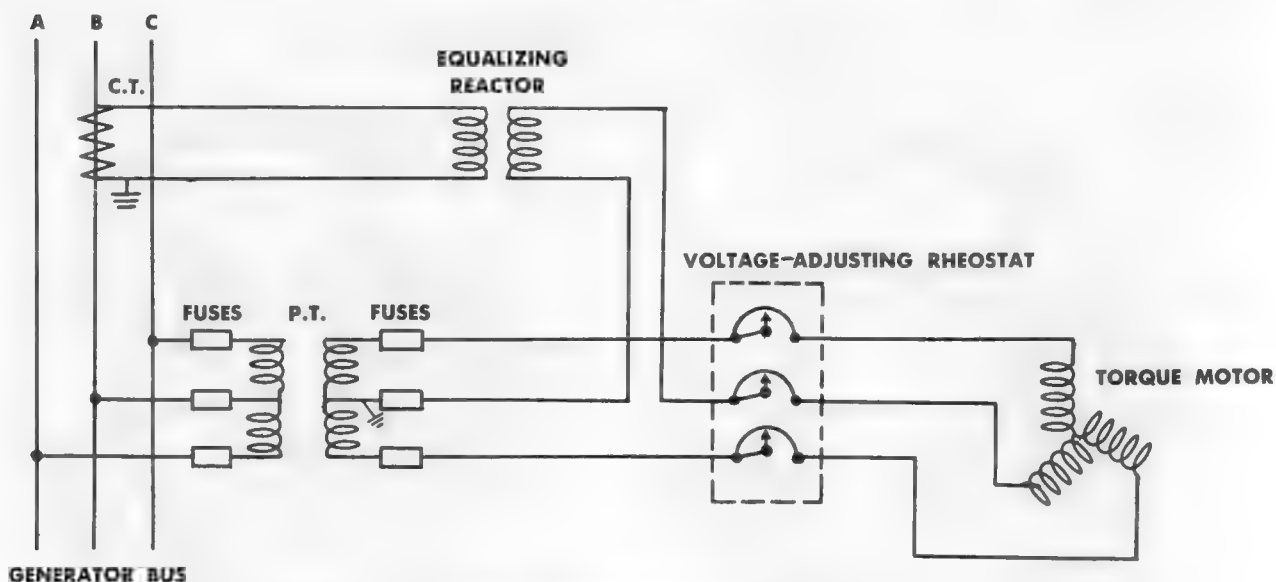 A B C
C.T.
EQUALIZING
REACTOR
VOLTAGE-ADJUSTING RHEOSTAT
FUSES P.T. FUSES
TORQUE MOTOR
GENERATOR BUS